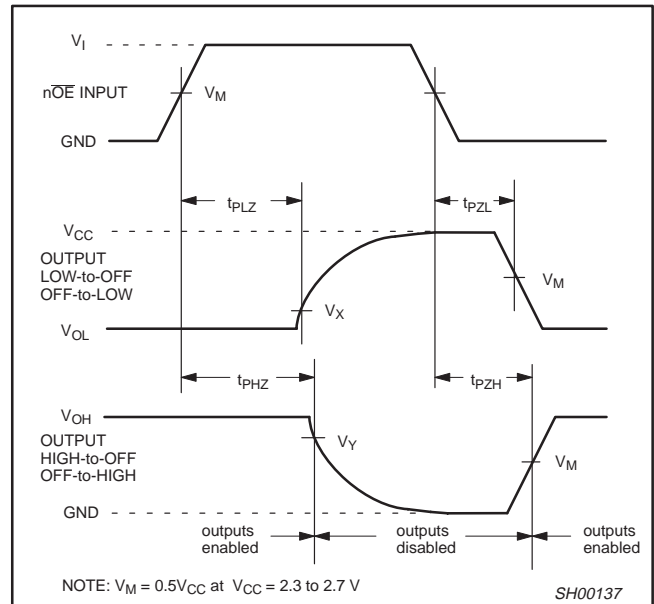 V_I
nOE INPUT
V_M
GND
t_PLZ
t_PZL
V_CC
OUTPUT
LOW-to-OFF
OFF-to-LOW
V_M
V_X
V_OL
t_PHZ
t_PZH
V_OH
OUTPUT
HIGH-to-OFF
OFF-to-HIGH
V_Y
V_M
GND
outputs
enabled
outputs
disabled
outputs
enabled
NOTE: V_M = 0.5V_CC at V_CC = 2.3 to 2.7 V
SH00137